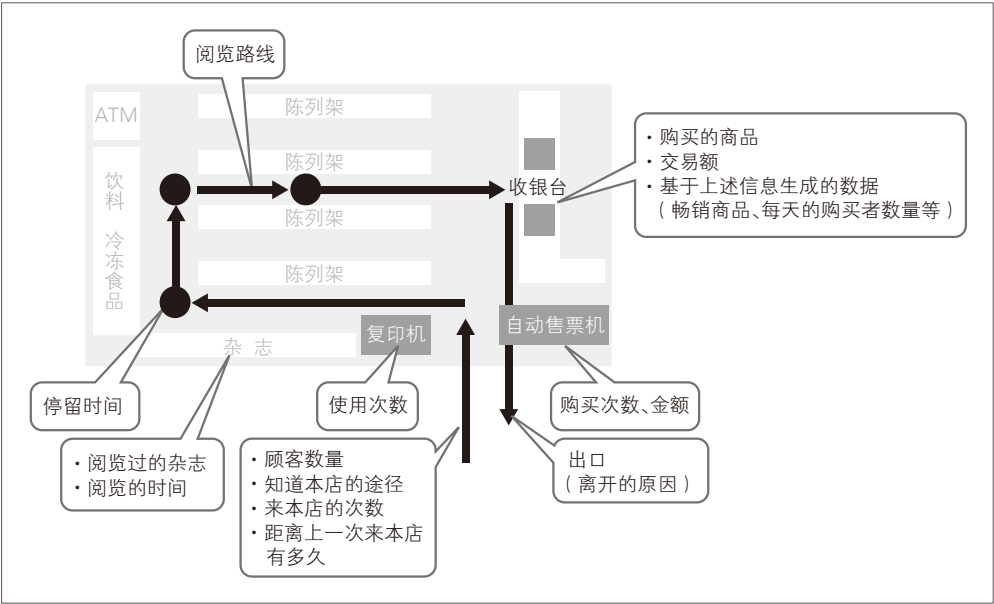 阅览路线
ATM
陈列架
陈列架
陈列架
陈列架
饮料 冷冻食品
杂 志
复印机
收银台
自动售票机
・购买的商品
・交易额
・基于上述信息生成的数据
（畅销商品、每天的购买者数量等）
停留时间
・阅览过的杂志
・阅览的时间
使用次数
・顾客数量
・知道本店的途径
・来本店的次数
・距离上一次来本店
有多久
购买次数、金额
出口
（离开的原因）